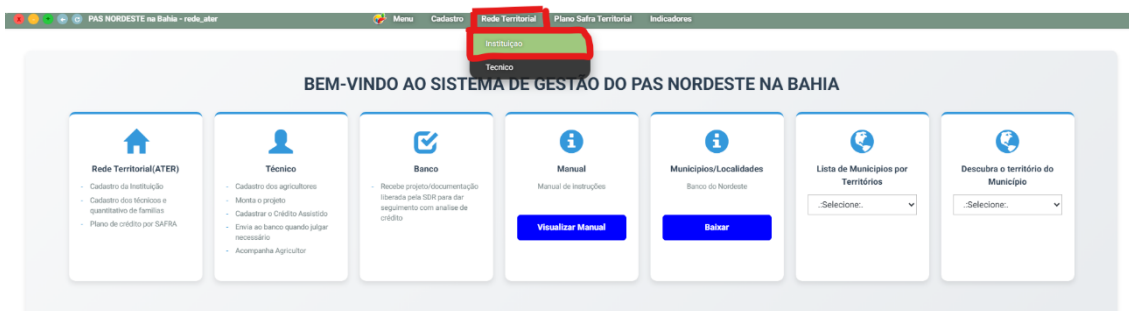 PAS NORDESTE na Bahia - rede_ater
Menu Cadastro Rede Territorial Plano Safra Territorial Indicadores
Instituiçao
Tecnico
BEM-VINDO AO SISTEMA DE GESTÃO DO PAS NORDESTE NA BAHIA
Rede Territorial(ATER)
- Cadastro da Instituição
- Cadastro dos técnicos e
quantitativo de famílias
- Plano de crédito por SAFRA
Técnico
- Cadastro dos agricultores
- Monta o projeto
- Cadastrar o Crédito Assistido
- Envia ao banco quando julgar
necessário
- Acompanha Agricultor
Banco
- Recebe projeto/documentação
liberada pela SDR para dar
seguimento com analise de
crédito
Manual
Manual de instruções
Visualizar Manual
Municipios/Localidades
Banco do Nordeste
Baixar
Lista de Municipios por
Territórios
.:Selecione:.
Descubra o território do
Município
.:Selecione:.